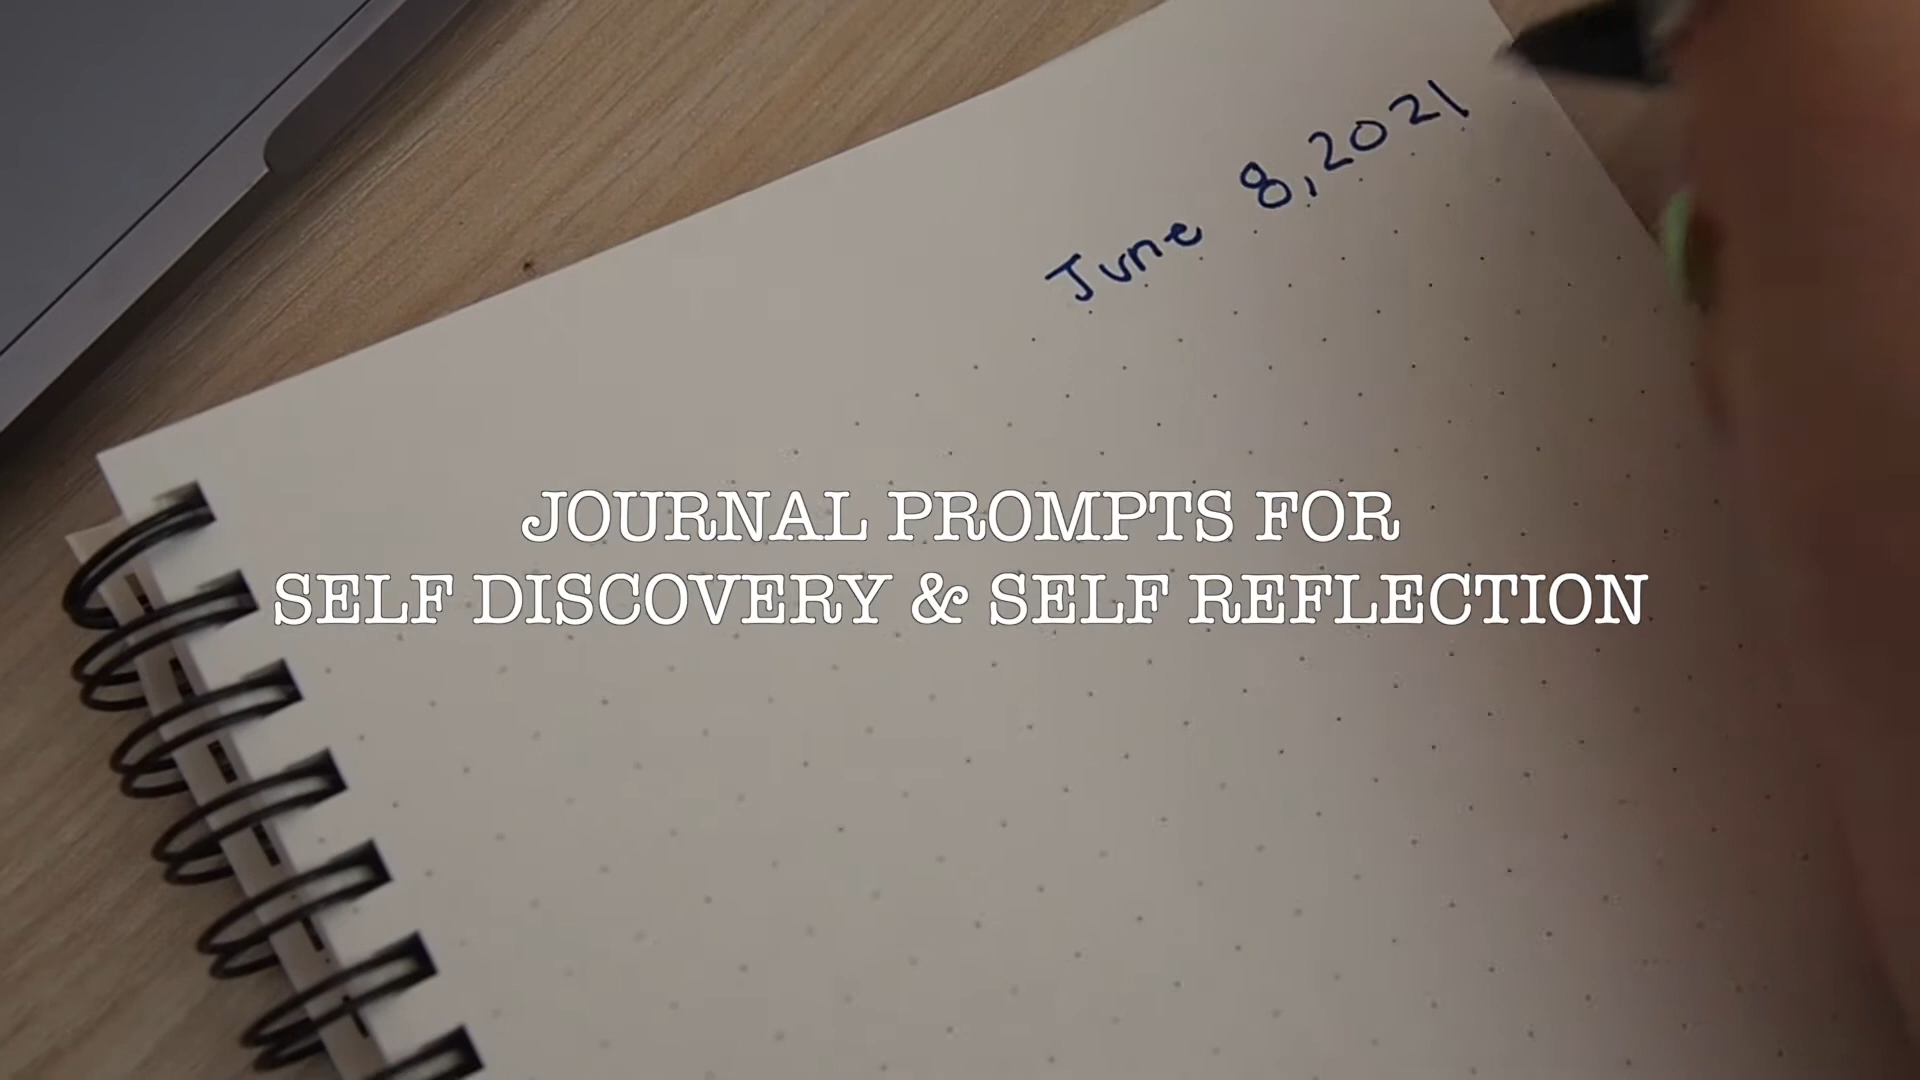 June 8, 2021
JOURNAL PROMPTS FOR
SELF DISCOVERY & SELF REFLECTION